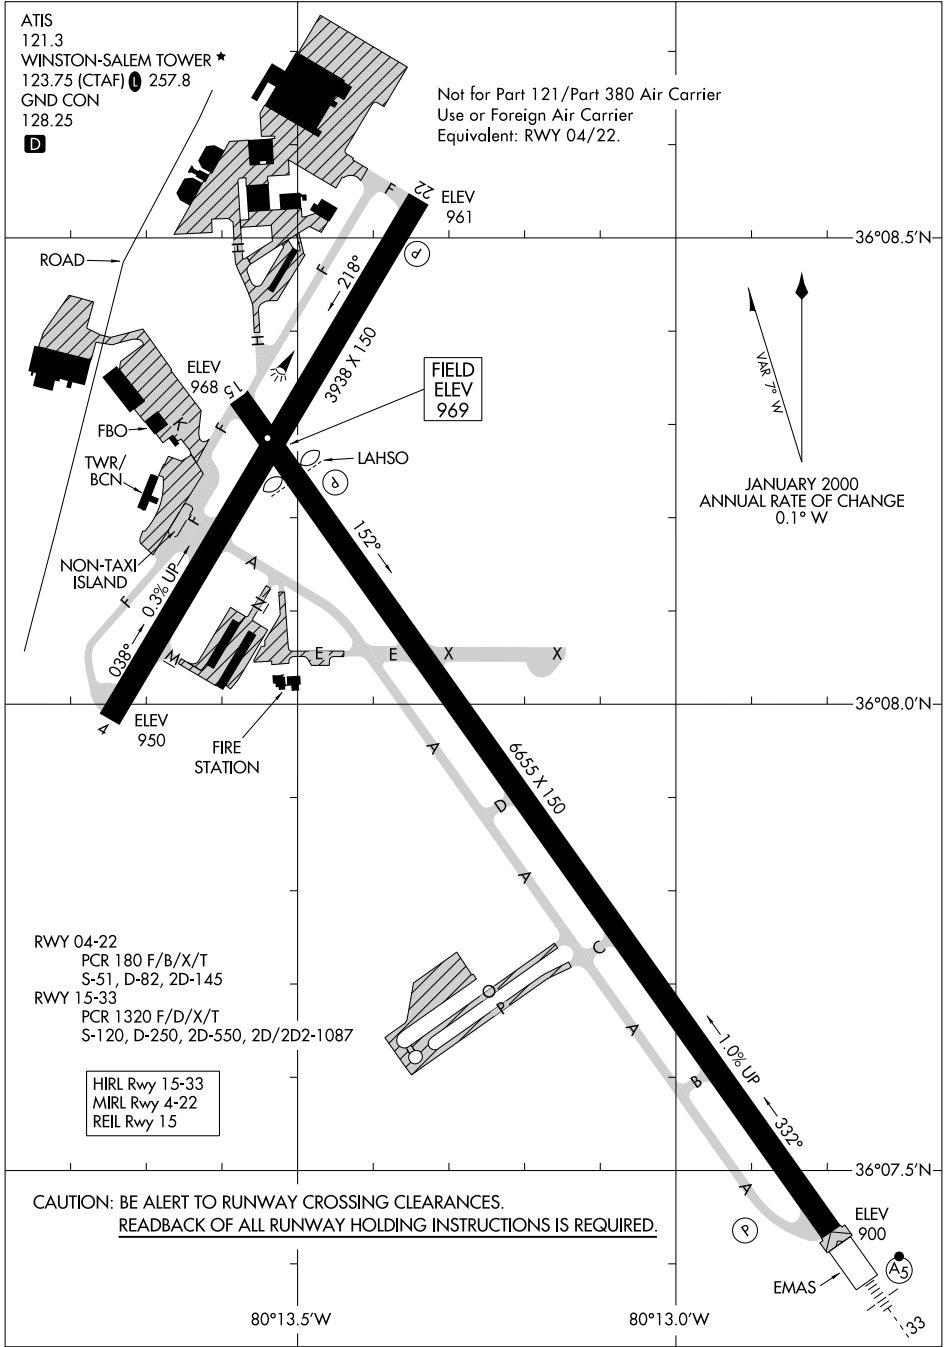 ATIS
121.3
WINSTON-SALEM TOWER ★
123.75 (CTAF) L 257.8
GND CON
128.25
D
Not for Part 121/Part 380 Air Carrier
Use or Foreign Air Carrier
Equivalent: RWY 04/22.
F
22
ELEV
961
36°08.5'N
P
ROAD
H
F
218°
3938 X 150
H
VAR 7° W
JANUARY 2000
ANNUAL RATE OF CHANGE
0.1° W
ELEV
968
15
FIELD
ELEV
969
FBO
K
F
LAHSO
P
TWR/
BCN
F
152°
NON-TAXI
ISLAND
A
F
0.3% UP
038°
N
M
E
E
X
X
4
ELEV
950
FIRE
STATION
36°08.0'N
A
6655 X 150
D
A
C
RWY 04-22
PCR 180 F/B/X/T
S-51, D-82, 2D-145
RWY 15-33
PCR 1320 F/D/X/T
S-120, D-250, 2D-550, 2D/2D2-1087
O
P
A
1.0% UP
B
332°
HIRL Rwy 15-33
MIRL Rwy 4-22
REIL Rwy 15
36°07.5'N
CAUTION: BE ALERT TO RUNWAY CROSSING CLEARANCES.
READBACK OF ALL RUNWAY HOLDING INSTRUCTIONS IS REQUIRED.
A
P
ELEV
900
EMAS
A5
33
80°13.5'W
80°13.0'W